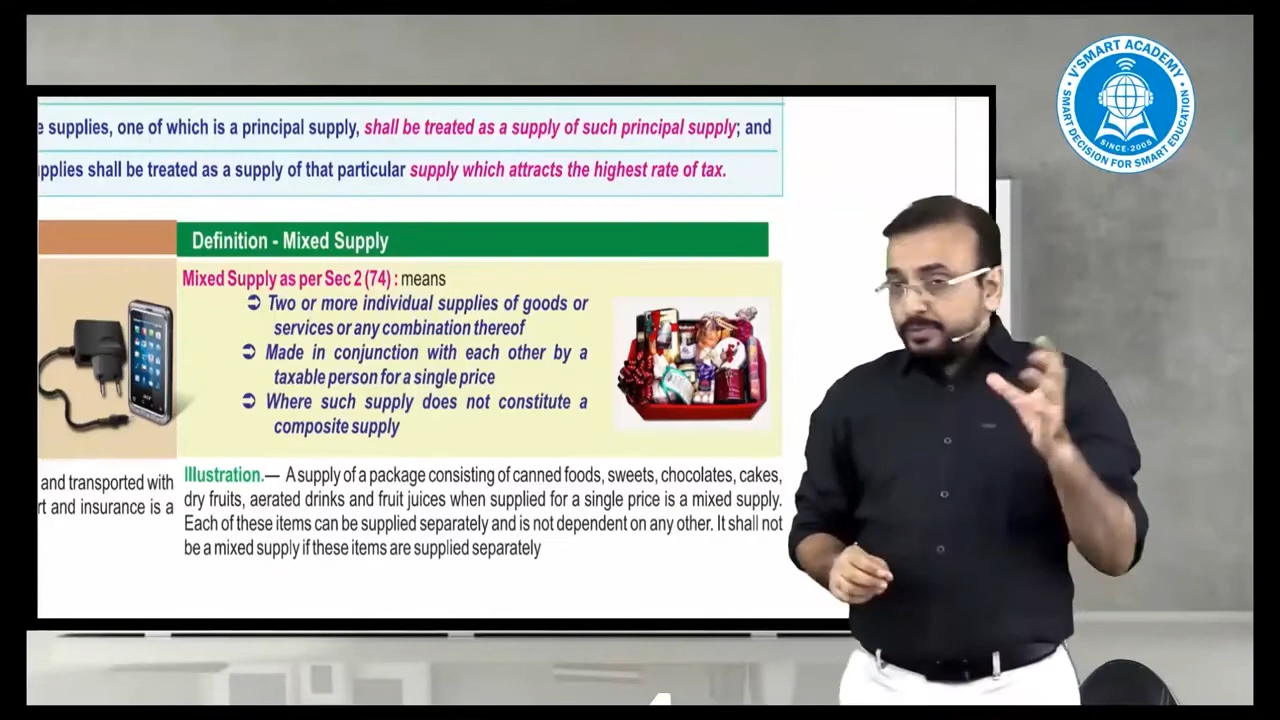 V'SMART ACADEMY
SMART DECISION FOR SMART EDUCATION
SINCE-2005
e supplies, one of which is a principal supply, shall be treated as a supply of such principal supply; and
pplies shall be treated as a supply of that particular supply which attracts the highest rate of tax.
Definition - Mixed Supply
Mixed Supply as per Sec 2 (74) : means
➲ Two or more individual supplies of goods or
services or any combination thereof
➲ Made in conjunction with each other by a
taxable person for a single price
➲ Where such supply does not constitute a
composite supply
and transported with
rt and insurance is a
Illustration.— A supply of a package consisting of canned foods, sweets, chocolates, cakes,
dry fruits, aerated drinks and fruit juices when supplied for a single price is a mixed supply.
Each of these items can be supplied separately and is not dependent on any other. It shall not
be a mixed supply if these items are supplied separately